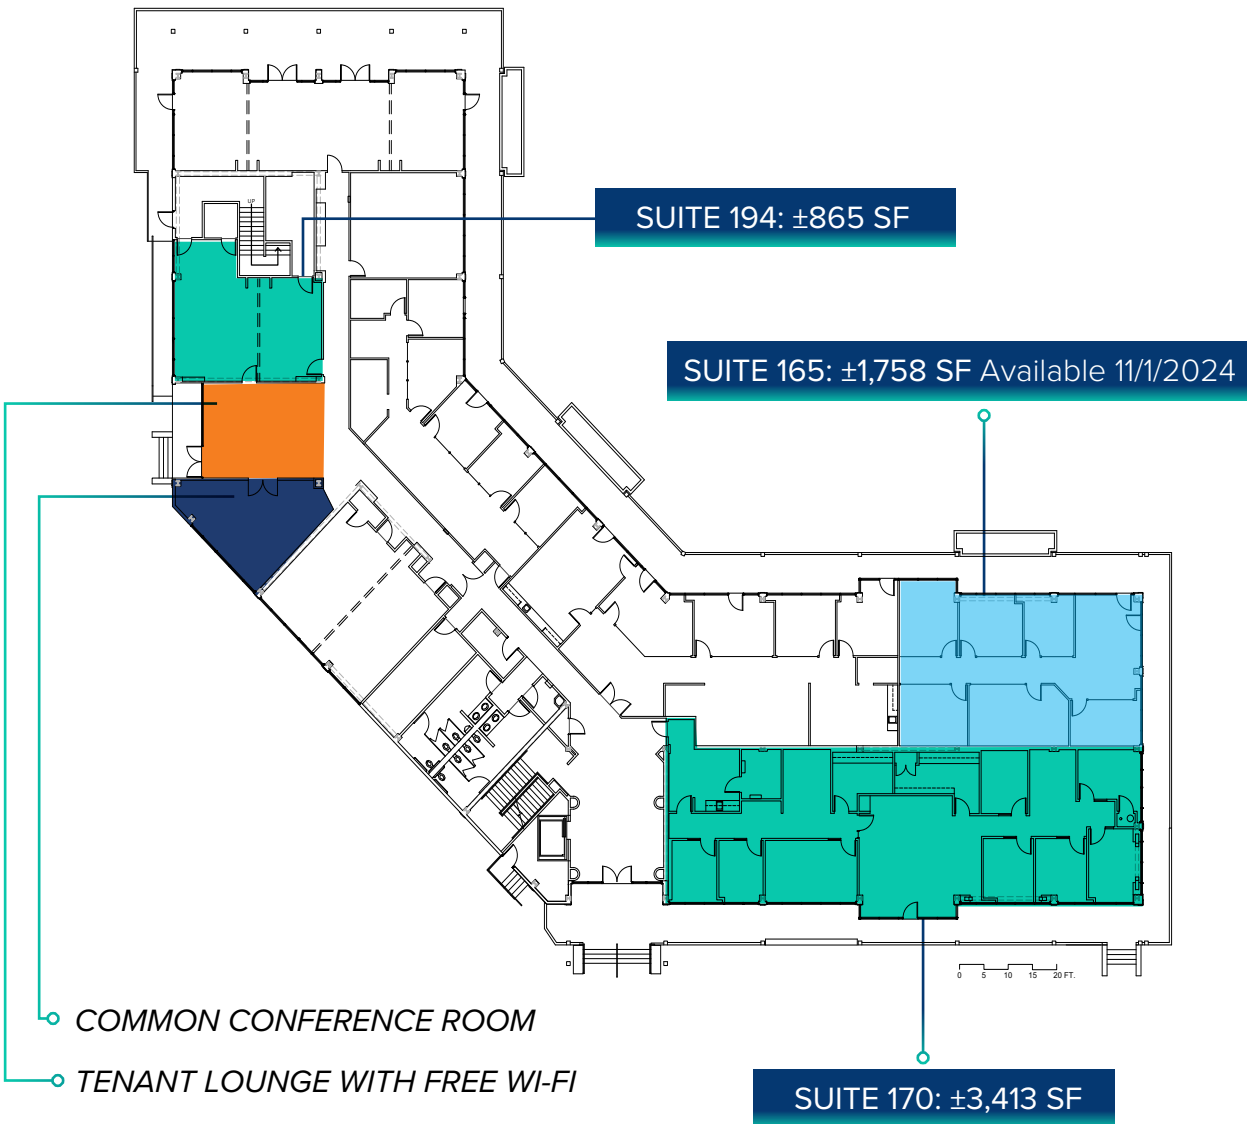 UP
SUITE 194: ±865 SF
SUITE 165: ±1,758 SF Available 11/1/2024
0 5 10 15 20 FT.
COMMON CONFERENCE ROOM
TENANT LOUNGE WITH FREE WI-FI
SUITE 170: ±3,413 SF